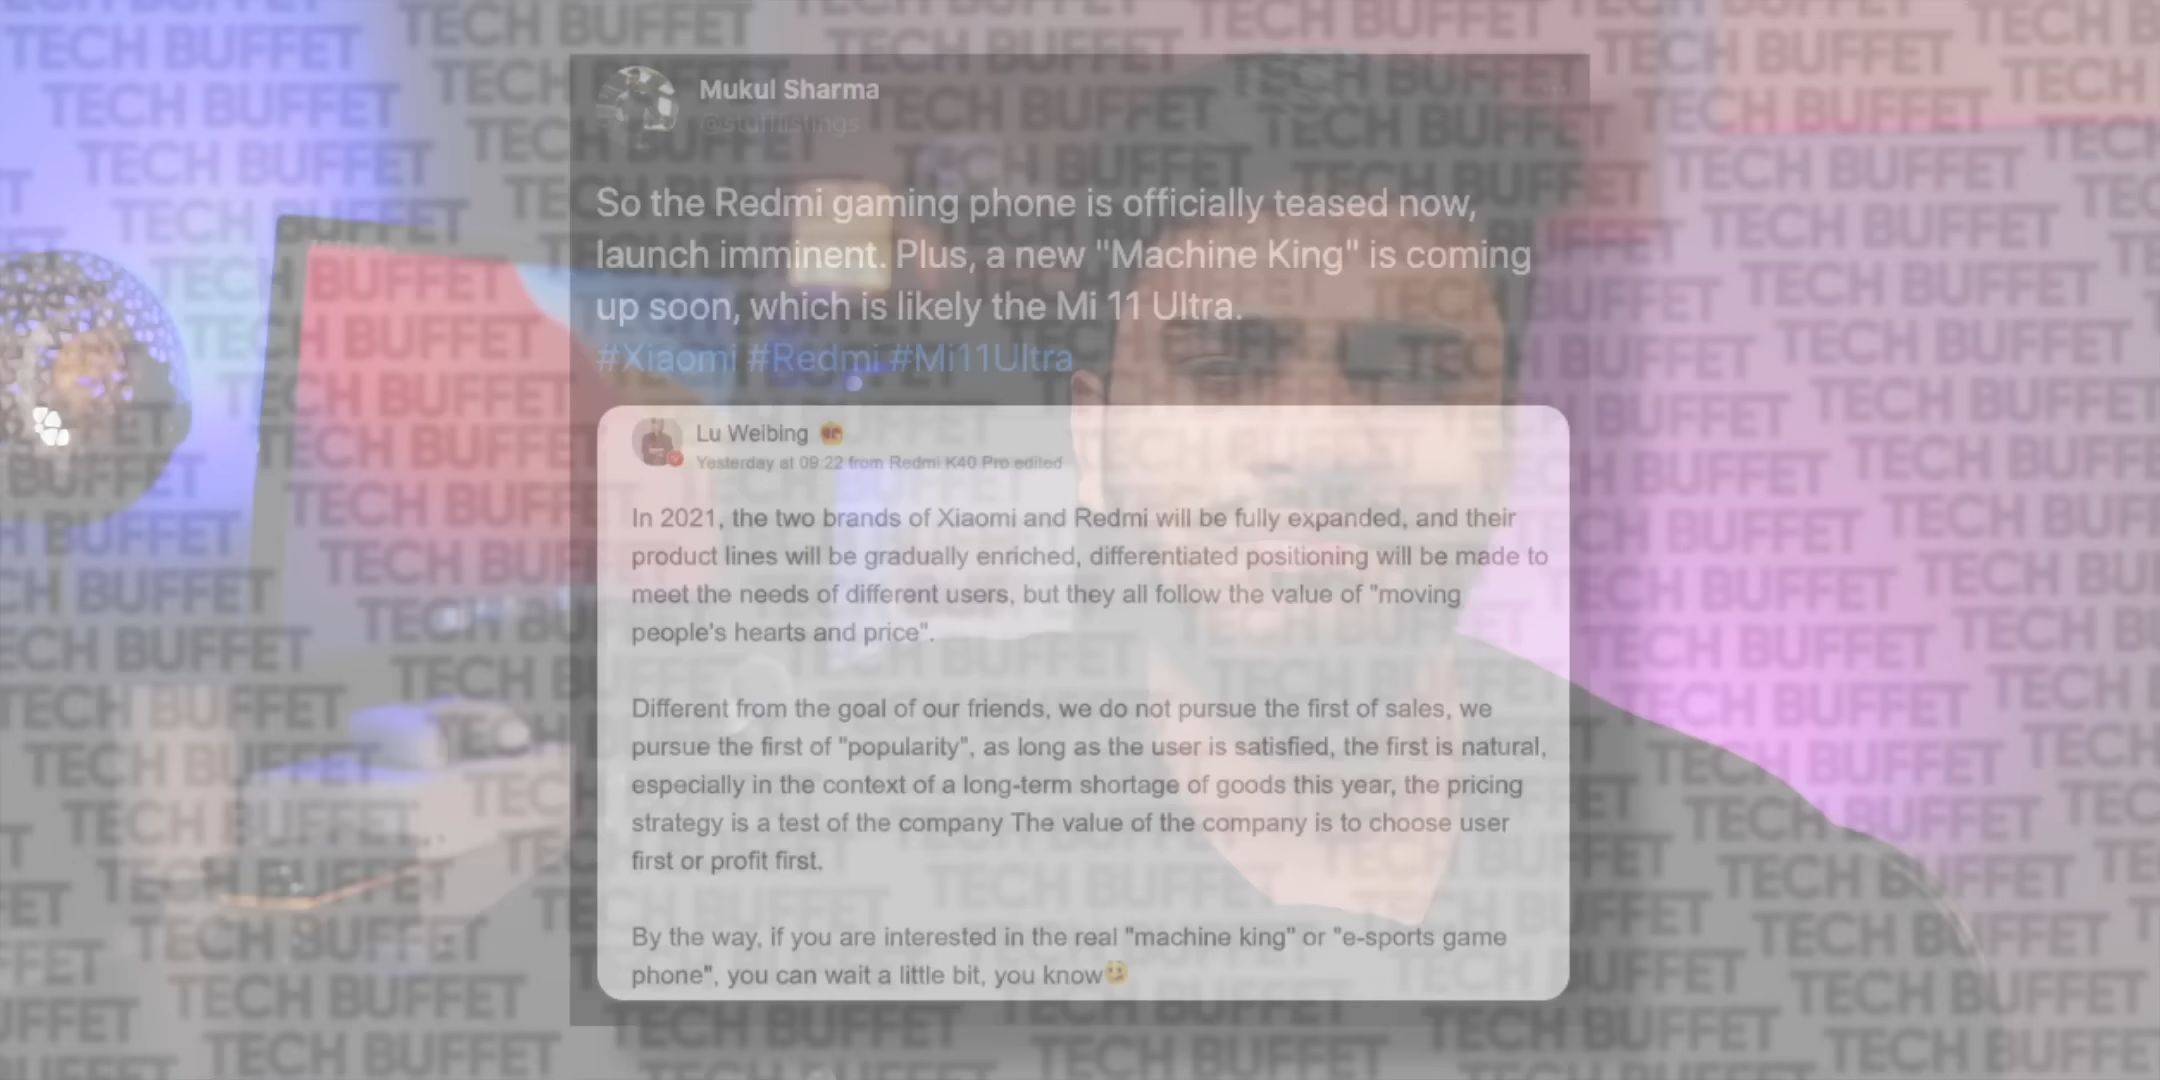 TECH BUFFET
Mukul Sharma
@stufflistings
So the Redmi gaming phone is officially teased now,
launch imminent. Plus, a new "Machine King" is coming
up soon, which is likely the Mi 11 Ultra.
#Xiaomi #Redmi #Mi11Ultra
Lu Weibing
Yesterday at 09:22 from Redmi K40 Pro edited
In 2021, the two brands of Xiaomi and Redmi will be fully expanded, and their
product lines will be gradually enriched, differentiated positioning will be made to
meet the needs of different users, but they all follow the value of "moving
people's hearts and price".
Different from the goal of our friends, we do not pursue the first of sales, we
pursue the first of "popularity", as long as the user is satisfied, the first is natural,
especially in the context of a long-term shortage of goods this year, the pricing
strategy is a test of the company The value of the company is to choose user
first or profit first.
By the way, if you are interested in the real "machine king" or "e-sports game
phone", you can wait a little bit, you know